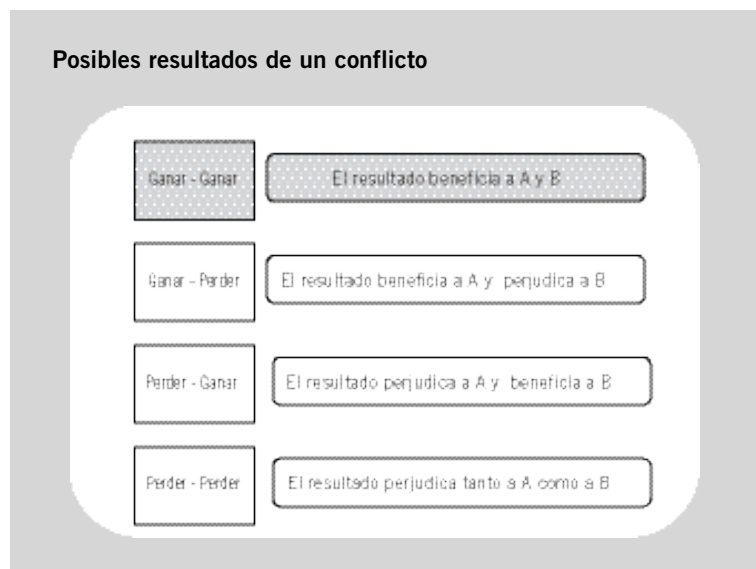 Posibles resultados de un conflicto
Ganar - Ganar
El resultado beneficia a A y B
Ganar - Perder
El resultado beneficia a A y perjudica a B
Perder - Ganar
El resultado perjudica a A y beneficia a B
Perder - Perder
El resultado perjudica tanto a A como a B